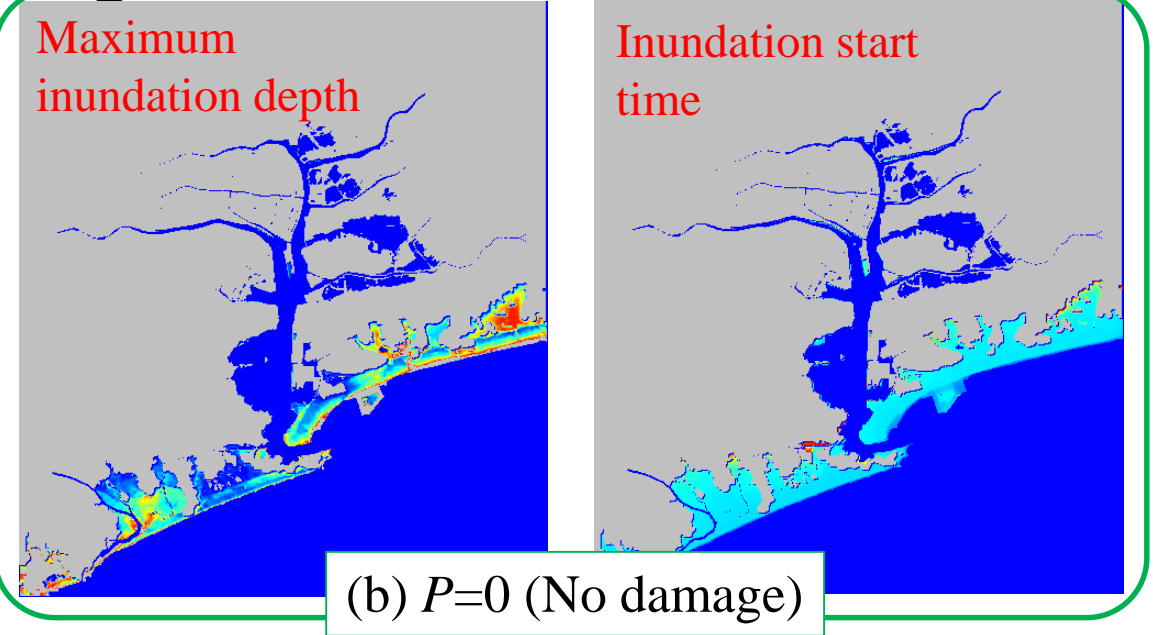 Maximum
inundation depth
Inundation start
time
(b) P=0 (No damage)